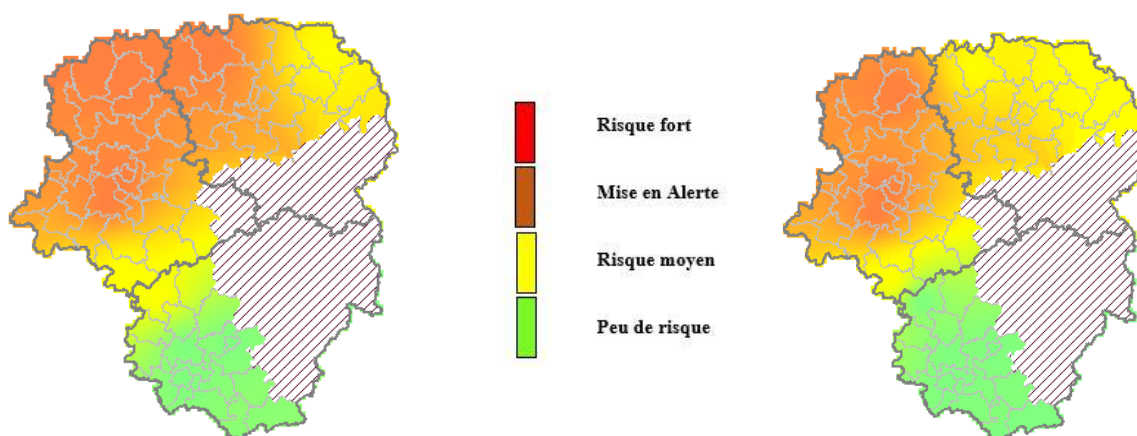 Risque fort
Mise en Alerte
Risque moyen
Peu de risque